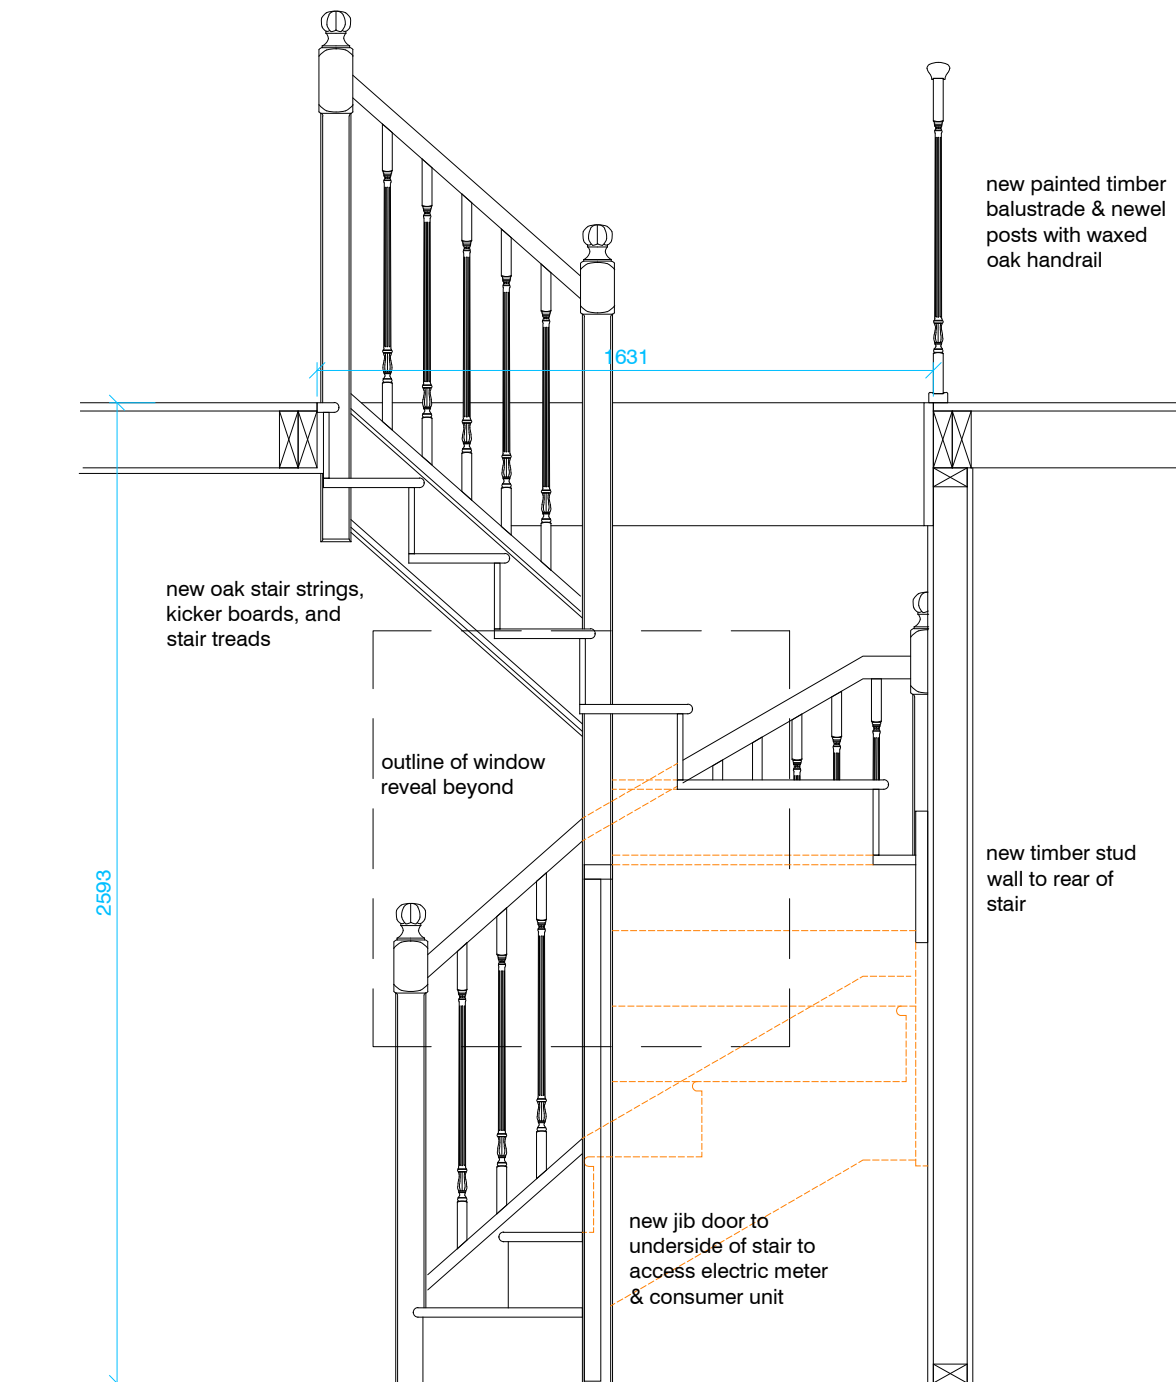 new painted timber
balustrade & newel
posts with waxed
oak handrail
1631
new oak stair strings,
kicker boards, and
stair treads
outline of window
reveal beyond
2593
new timber stud
wall to rear of
stair
new jib door to
underside of stair to
access electric meter
& consumer unit